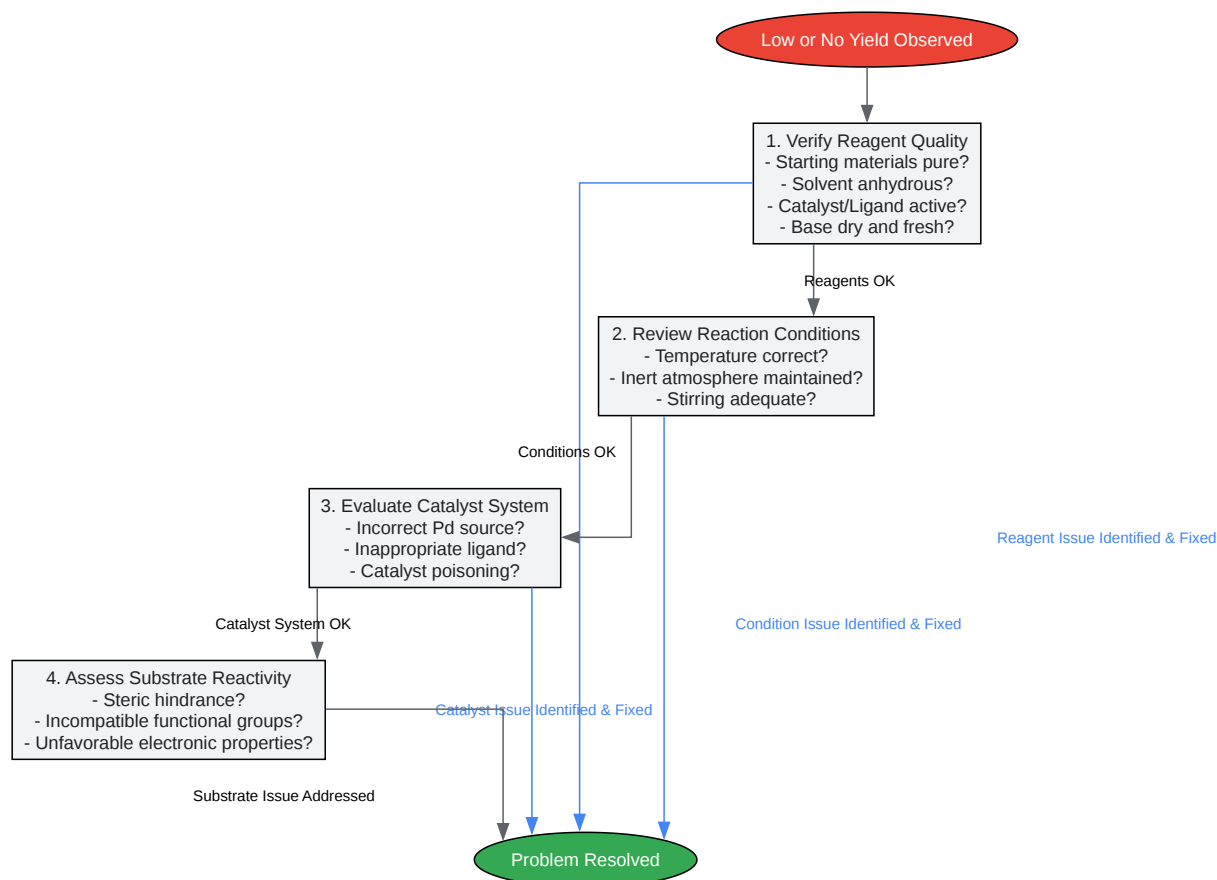 Low or No Yield Observed
1. Verify Reagent Quality
- Starting materials pure?
- Solvent anhydrous?
- Catalyst/Ligand active?
- Base dry and fresh?
Reagents OK
2. Review Reaction Conditions
- Temperature correct?
- Inert atmosphere maintained?
- Stirring adequate?
Conditions OK
3. Evaluate Catalyst System
- Incorrect Pd source?
- Inappropriate ligand?
- Catalyst poisoning?
Reagent Issue Identified & Fixed
Catalyst System OK
Condition Issue Identified & Fixed
4. Assess Substrate Reactivity
- Steric hindrance?
- Incompatible functional groups?
- Unfavorable electronic properties?
Catalyst Issue Identified & Fixed
Substrate Issue Addressed
Problem Resolved